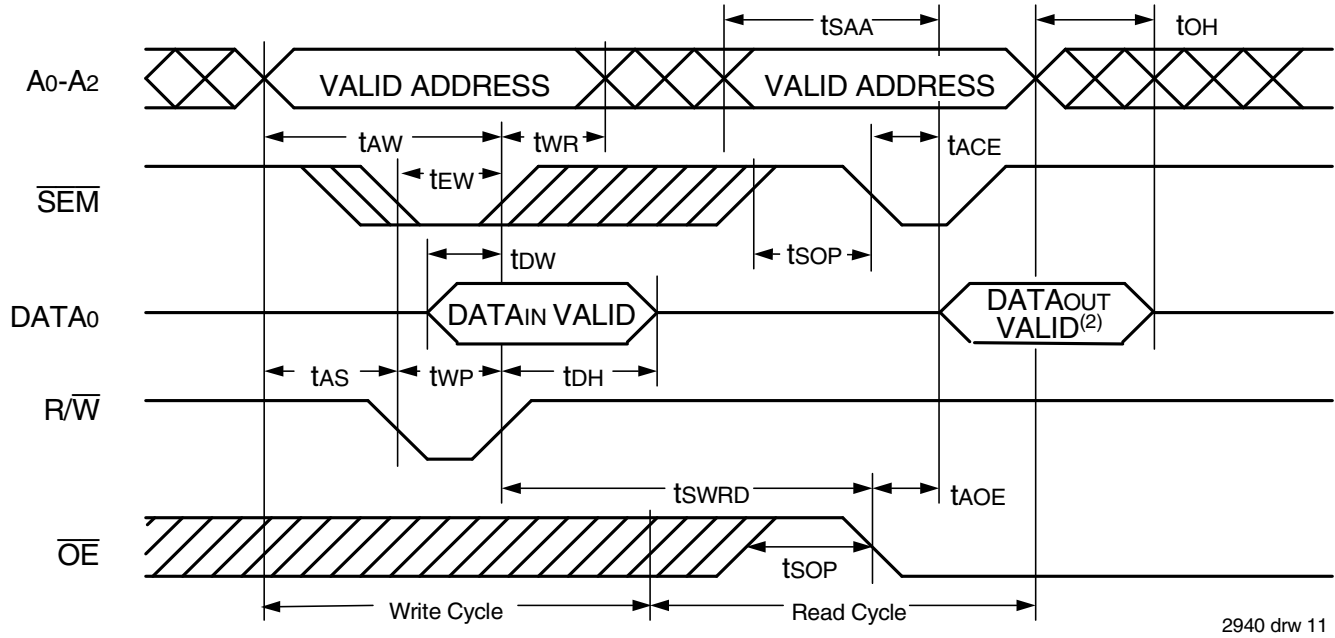 tSAA
tOH
A0-A2
VALID ADDRESS
VALID ADDRESS
tAW
tWR
tACE
tEW
SEM
tSOP
tDW
DATA0
DATAIN VALID
DATAOUT
VALID(2)
tAS
tWP
tDH
R/W
tSWRD
tAOE
OE
tSOP
Write Cycle
Read Cycle
2940 drw 11